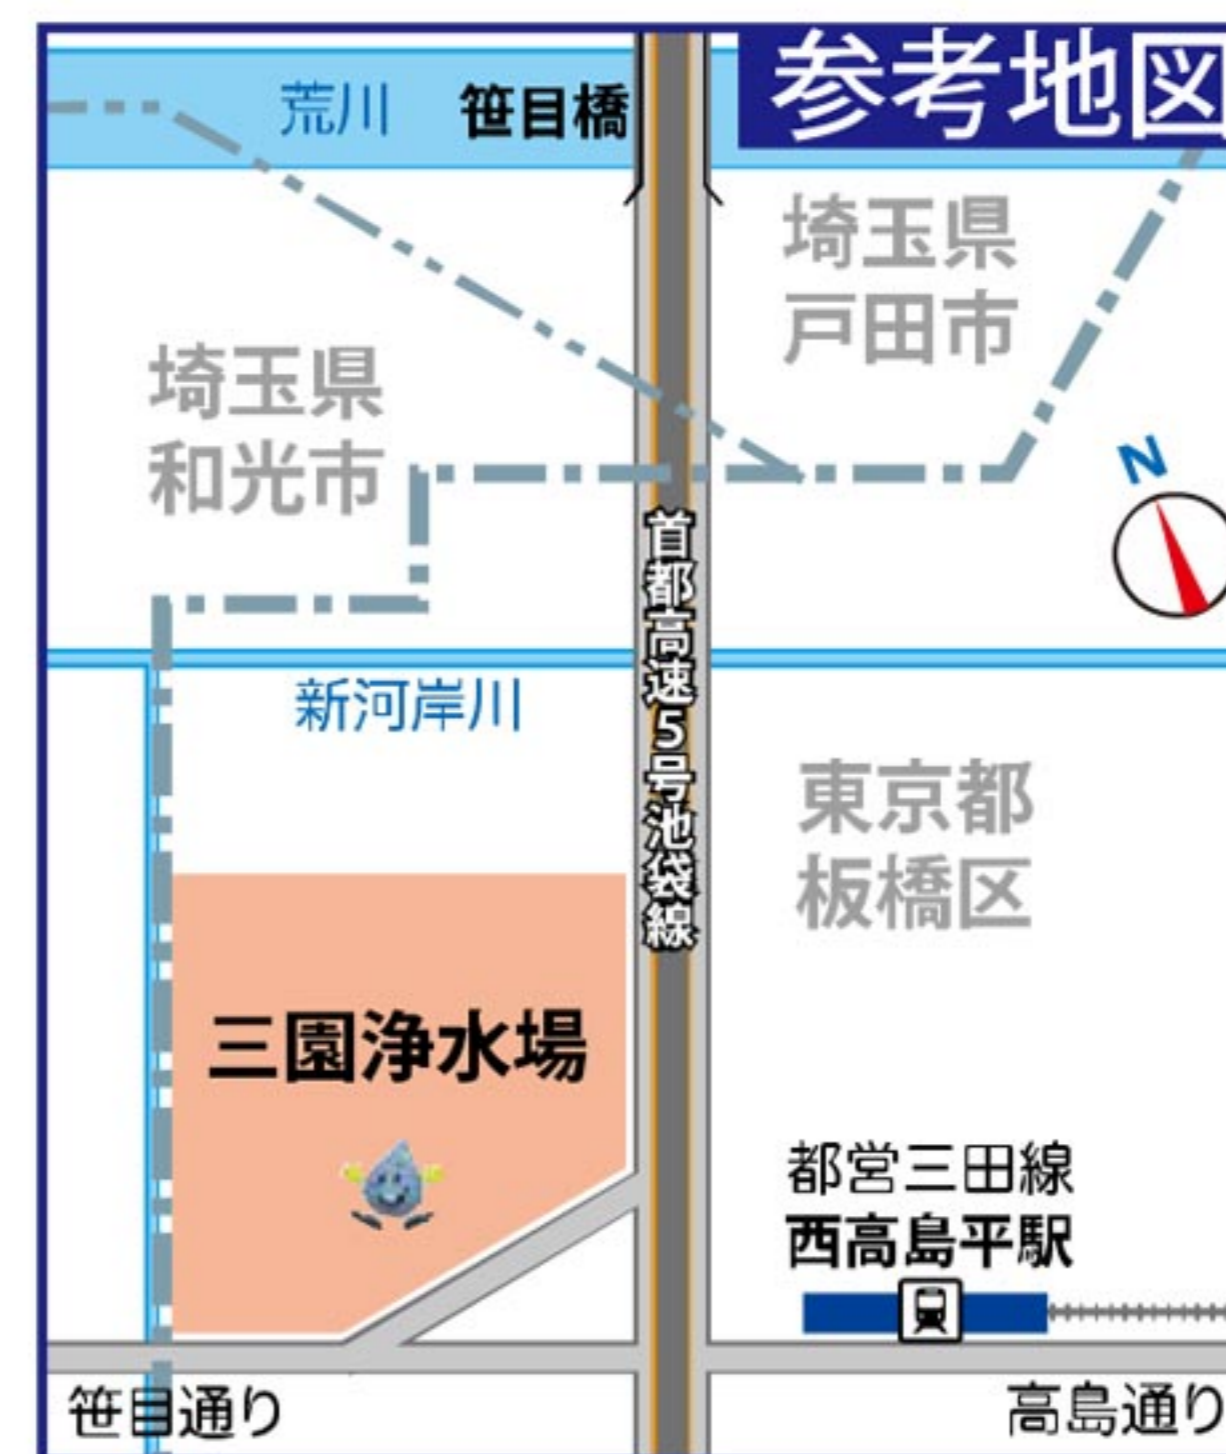 参考地図
荒川
笹目橋
埼玉県
戸田市
埼玉県
和光市
N
首都高速5号池袋線
新河岸川
東京都
板橋区
三園浄水場
都営三田線
西高島平駅
笹目通り
高島通り